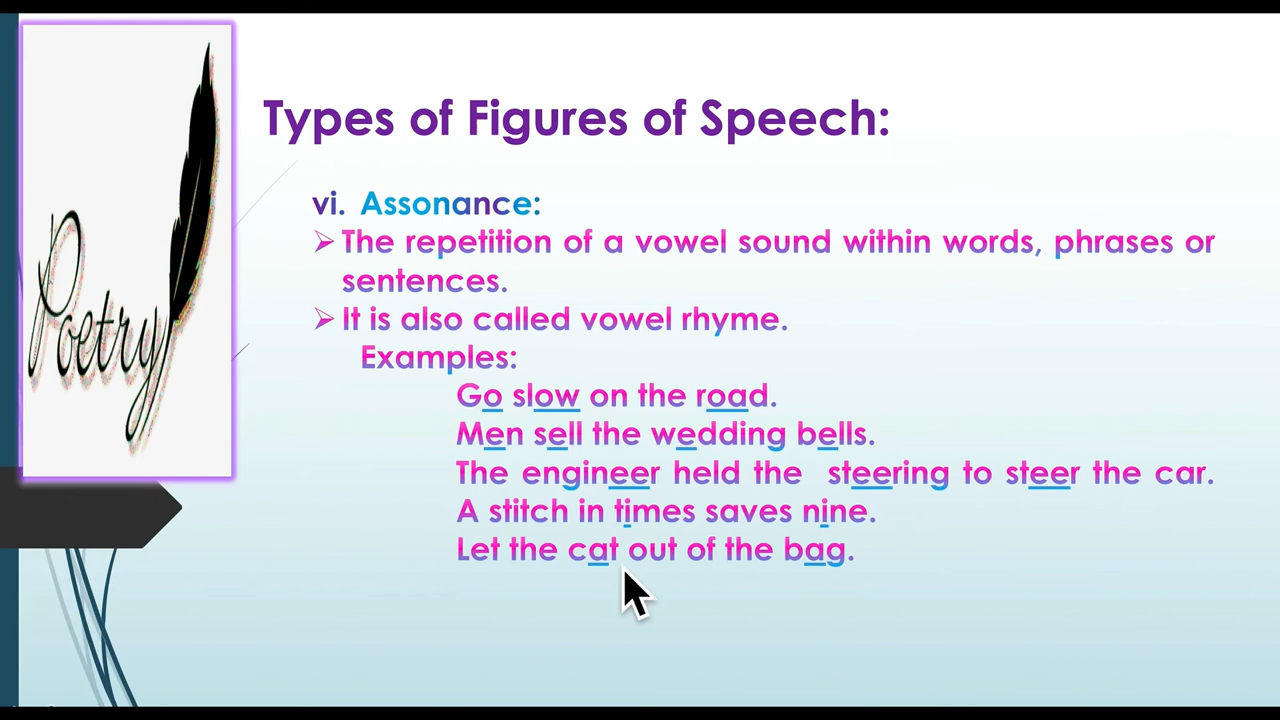 Poetry
Types of Figures of Speech:
vi. Assonance:
➢ The repetition of a vowel sound within words, phrases or
sentences.
➢ It is also called vowel rhyme.
Examples:
Go slow on the road.
Men sell the wedding bells.
The engineer held the steering to steer the car.
A stitch in times saves nine.
Let the cat out of the bag.